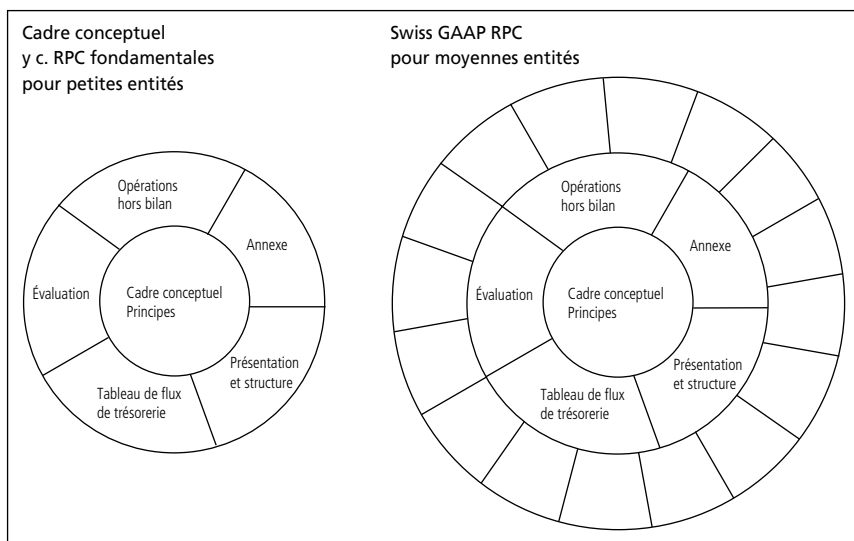 Cadre conceptuel
y c. RPC fondamentales
pour petites entités
Opérations
hors bilan
Annexe
Évaluation
Cadre conceptuel
Principes
Présentation
et structure
Tableau de flux
de trésorerie
Swiss GAAP RPC
pour moyennes entités
Opérations
hors bilan
Annexe
Évaluation
Cadre conceptuel
Principes
Présentation
et structure
Tableau de flux
de trésorerie